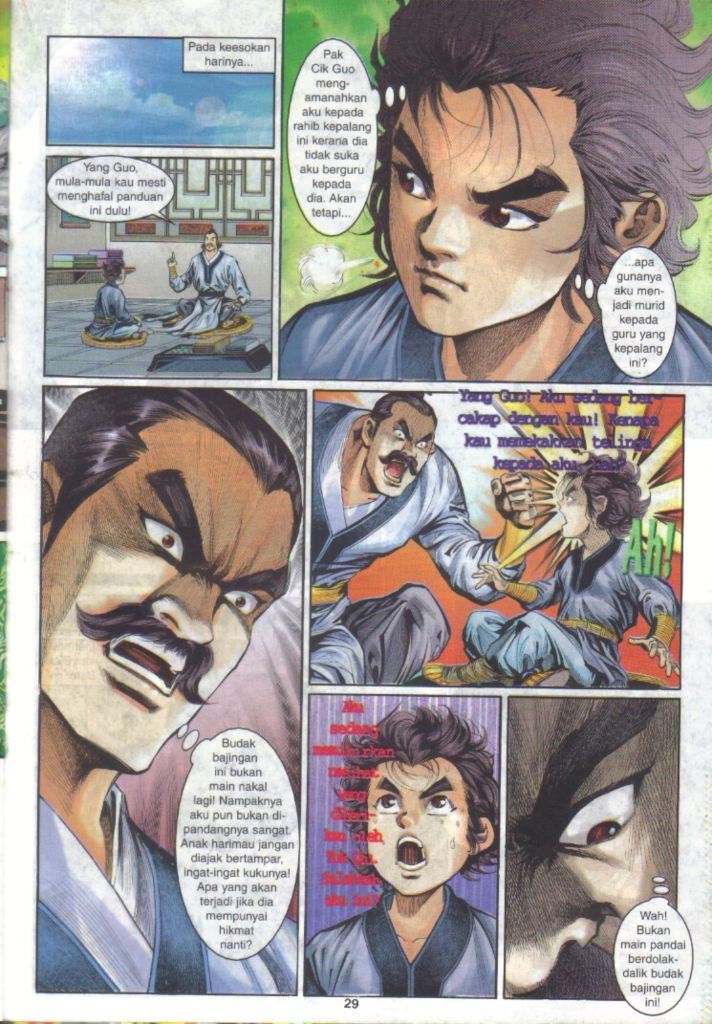 Pada keesokan
harinya...
Yang Guo,
mula-mula kau mesti
menghafal panduan
ini dulu!
Pak
Cik Guo
meng-
amanahkan
aku kepada
rahib kepalang
ini kerana dia
tidak suka
aku berguru
kepada
dia. Akan
tetapi...
...apa
gunanya
aku men-
jadi murid
kepada
guru yang
kepalang
ini?
Budak
bajingan
ini bukan
main nakal
lagi! Nampaknya
aku pun bukan di-
pandangnya sangat.
Anak harimau jangan
diajak bertampar,
ingat-ingat kukunya!
Apa yang akan
terjadi jika dia
mempunyai
hikmat
nanti?
Yang Guo! Aku sedang ber-
cakap dengan kau! Kenapa
kau memekakkan telinga
kepada aku, hah?
Ah!
Aku
sedang
memikirkan
nasihat
yang
diberi-
kan oleh
Salahkah
aku ini?
Wah!
Bukan
main pandai
berdolak-
dalik budak
bajingan
ini!
29